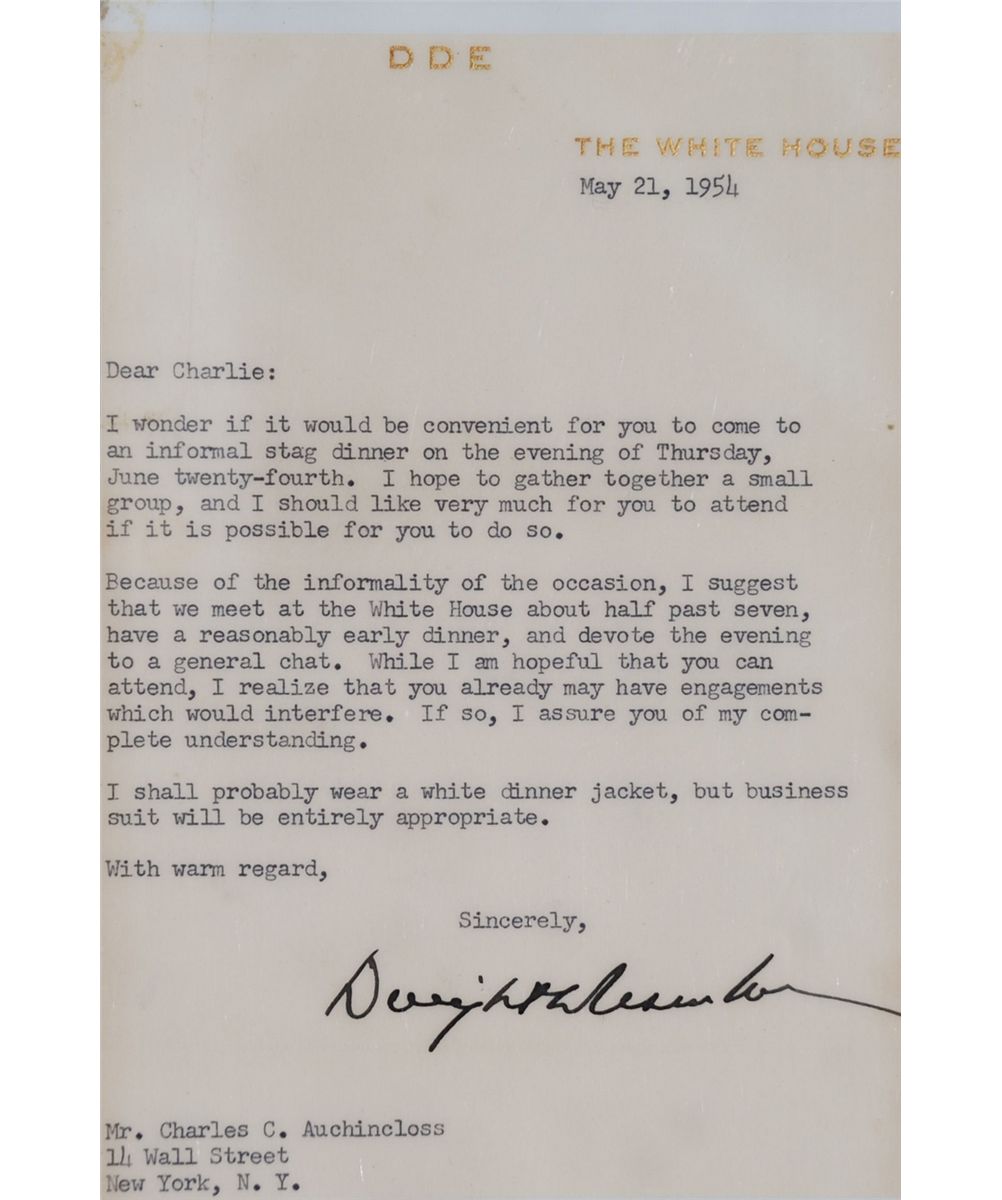 DDE
THE WHITE HOUSE
May 21, 1954
Dear Charlie:
I wonder if it would be convenient for you to come to
an informal stag dinner on the evening of Thursday,
June twenty-fourth. I hope to gather together a small
group, and I should like very much for you to attend
if it is possible for you to do so.
Because of the informality of the occasion, I suggest
that we meet at the White House about half past seven,
have a reasonably early dinner, and devote the evening
to a general chat. While I am hopeful that you can
attend, I realize that you already may have engagements
which would interfere. If so, I assure you of my com-
plete understanding.
I shall probably wear a white dinner jacket, but business
suit will be entirely appropriate.
With warm regard,
Sincerely,
Dwight D Eisenhower
Mr. Charles C. Auchincloss
14 Wall Street
New York, N. Y.